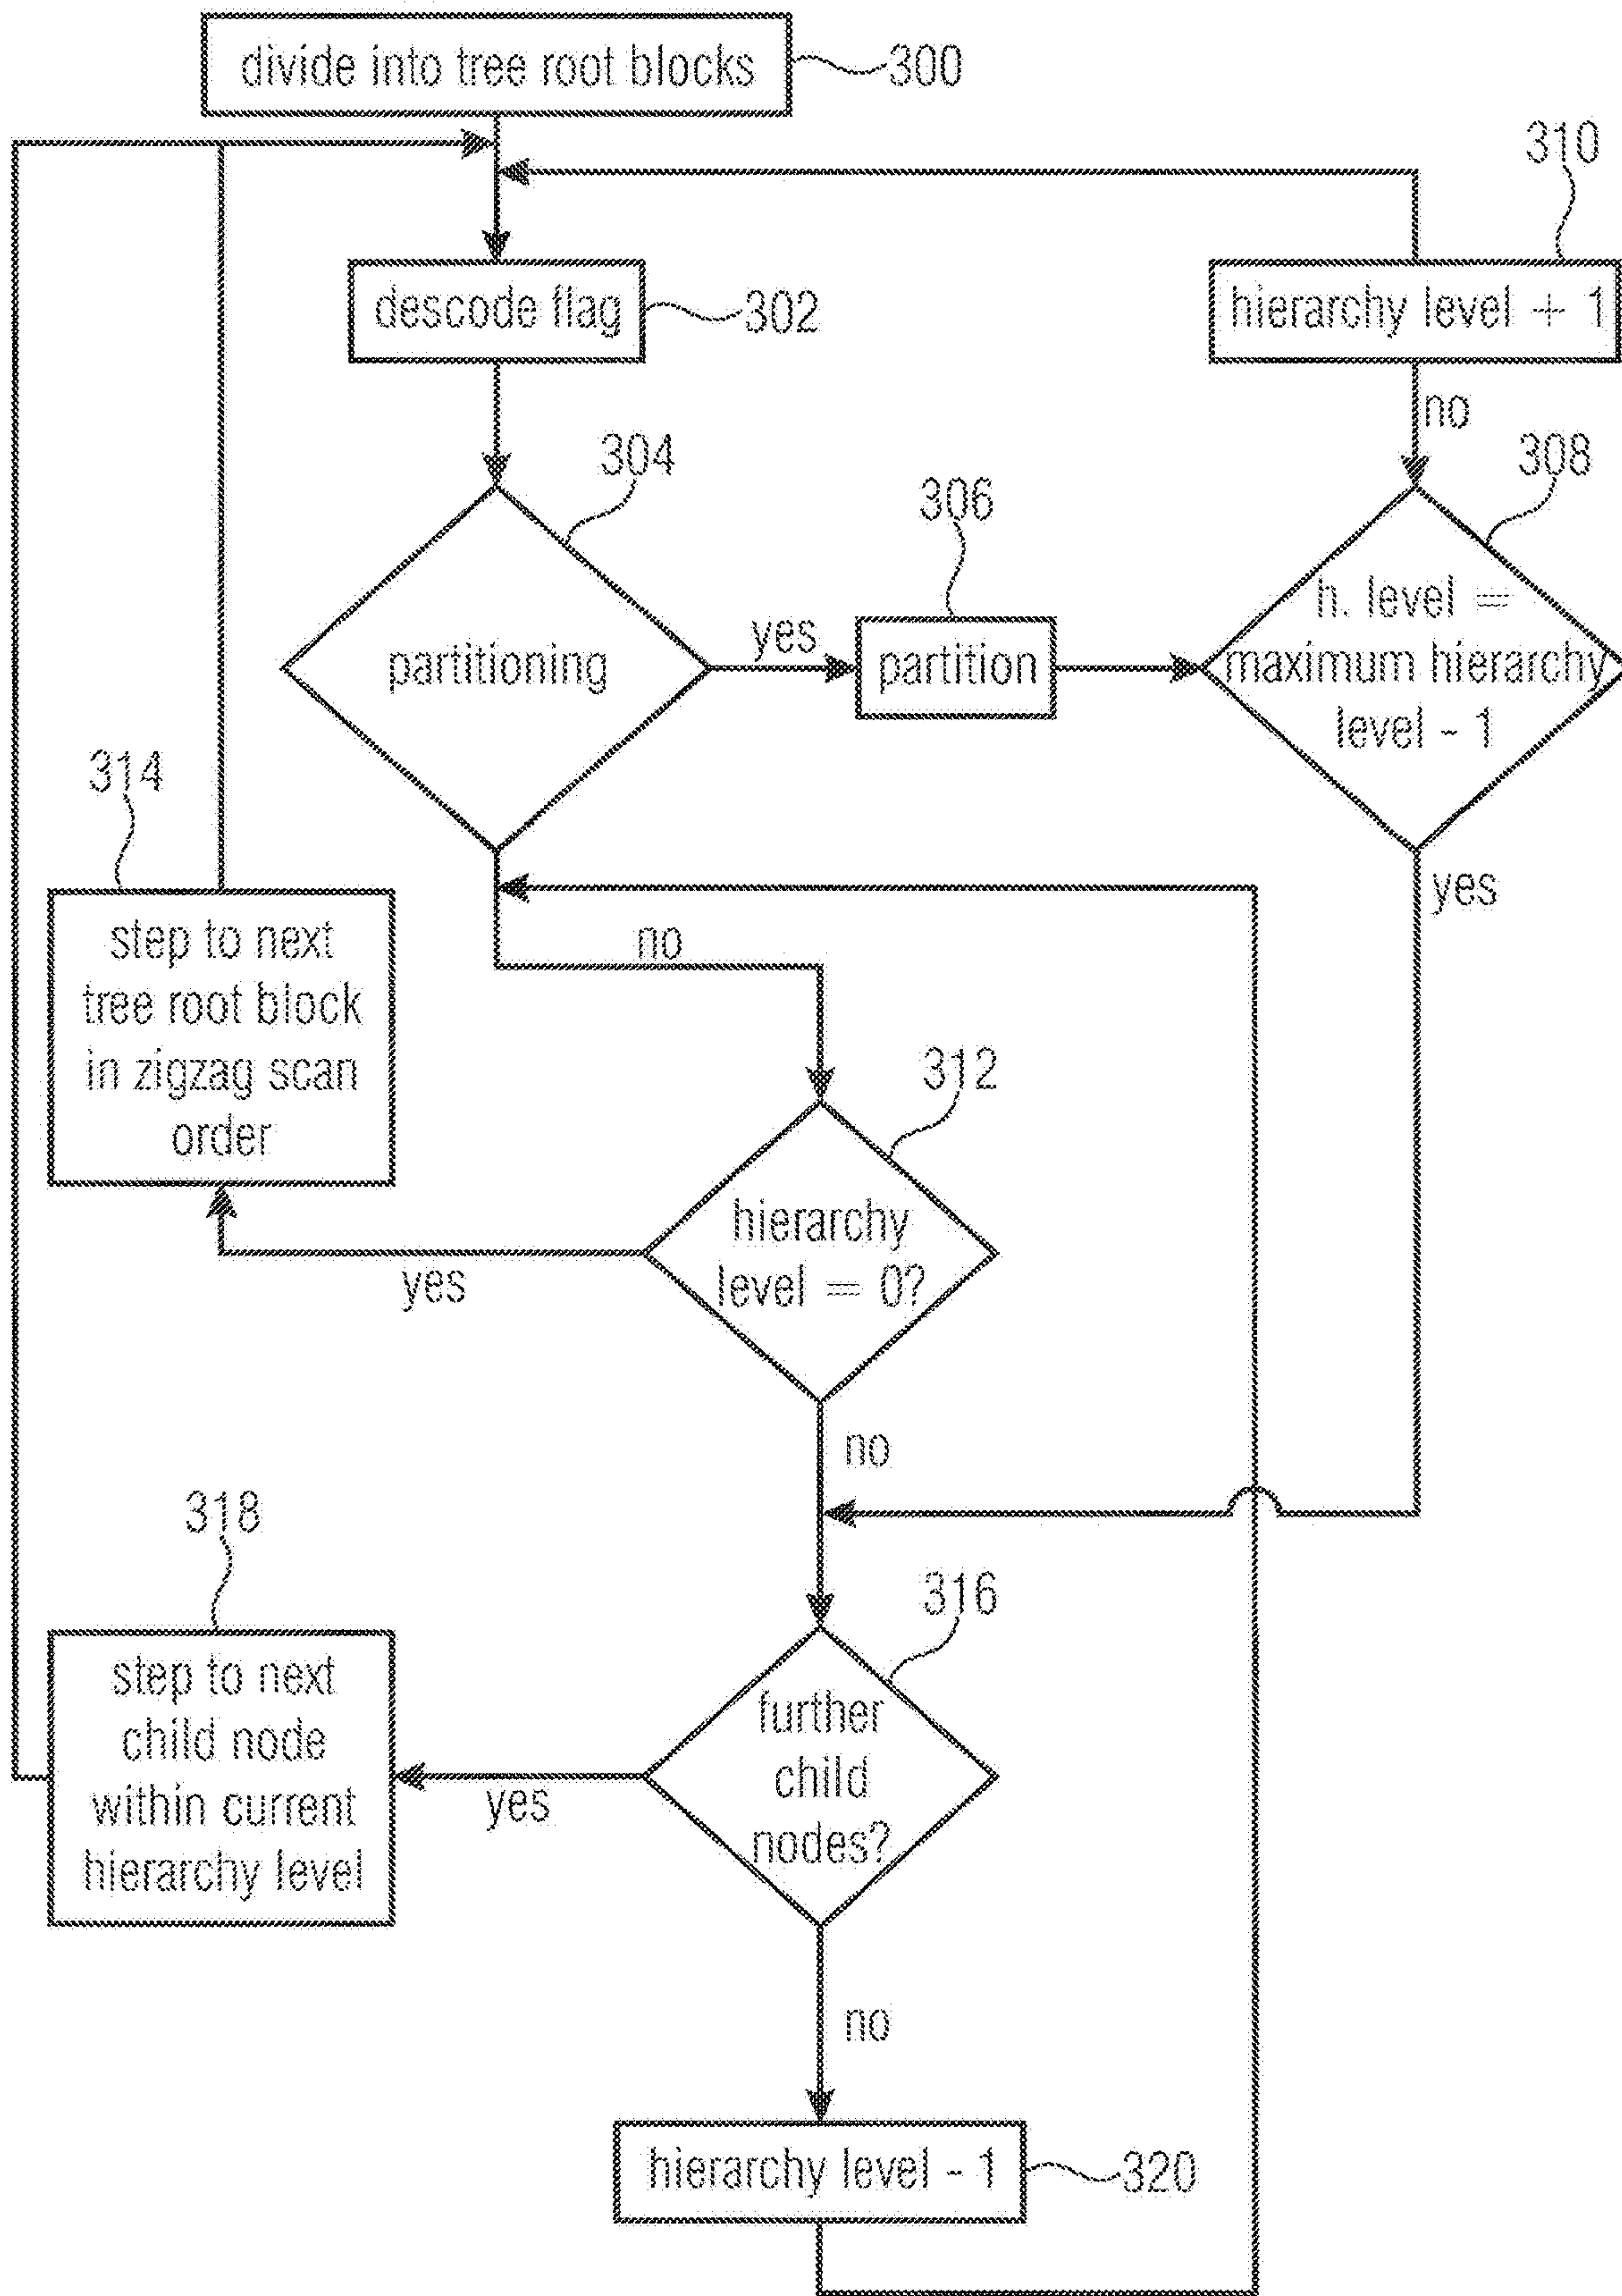 divide into tree root blocks
300
310
descode flag
302
hierarchy level + 1
no
304
306
308
partitioning
yes
partition
h. level =
maximum hierarchy
level - 1
314
yes
step to next
tree root block
in zigzag scan
order
no
312
hierarchy
level = 0?
yes
no
318
316
step to next
child node
within current
hierarchy level
yes
further
child
nodes?
no
hierarchy level - 1
320